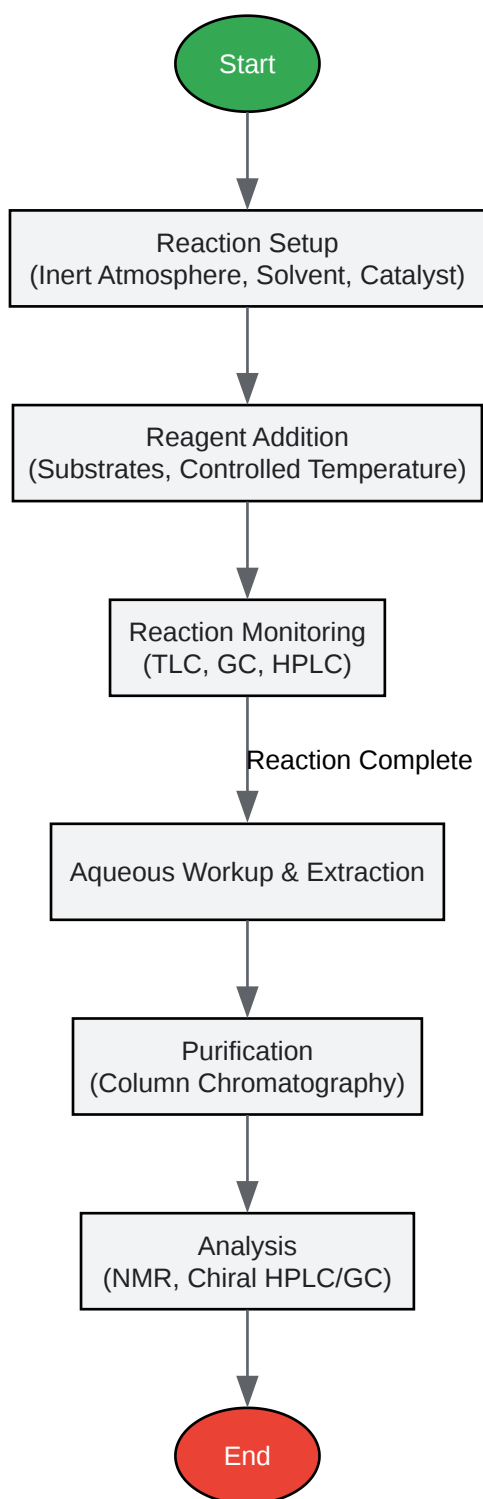 Start
Reaction Setup
(Inert Atmosphere, Solvent, Catalyst)
Reagent Addition
(Substrates, Controlled Temperature)
Reaction Monitoring
(TLC, GC, HPLC)
Reaction Complete
Aqueous Workup & Extraction
Purification
(Column Chromatography)
Analysis
(NMR, Chiral HPLC/GC)
End